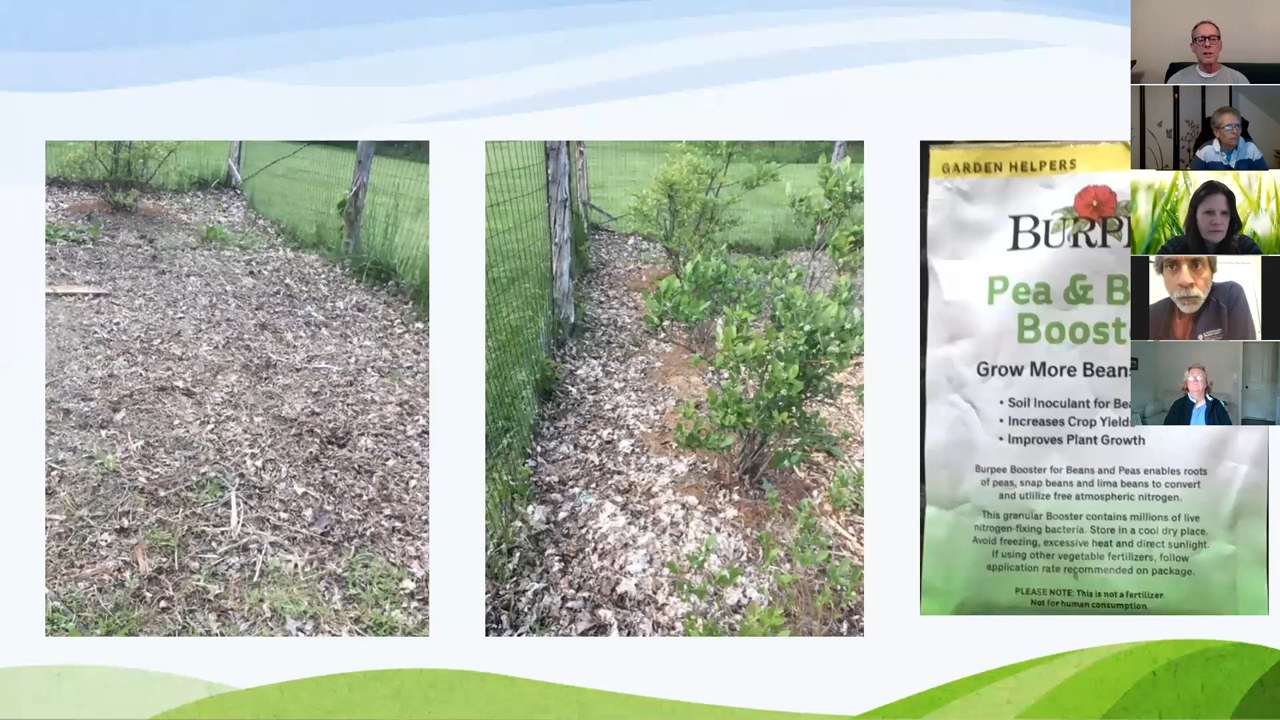 GARDEN HELPERS
Pea & B
Boost
Grow More Beans
• Soil Inoculant for Bea
• Increases Crop Yields
• Improves Plant Growth
Burpee Booster for Beans and Peas enables roots
of peas, snap beans and lima beans to convert
and utlilize free atmospheric nitrogen.
This granular Booster contains millions of live
nitrogen-fixing bacteria. Store in a cool dry place.
Avoid freezing, excessive heat and direct sunlight.
If using other vegetable fertilizers, follow
application rate recommended on package.
PLEASE NOTE: This is not a fertilizer.
Not for human consumption